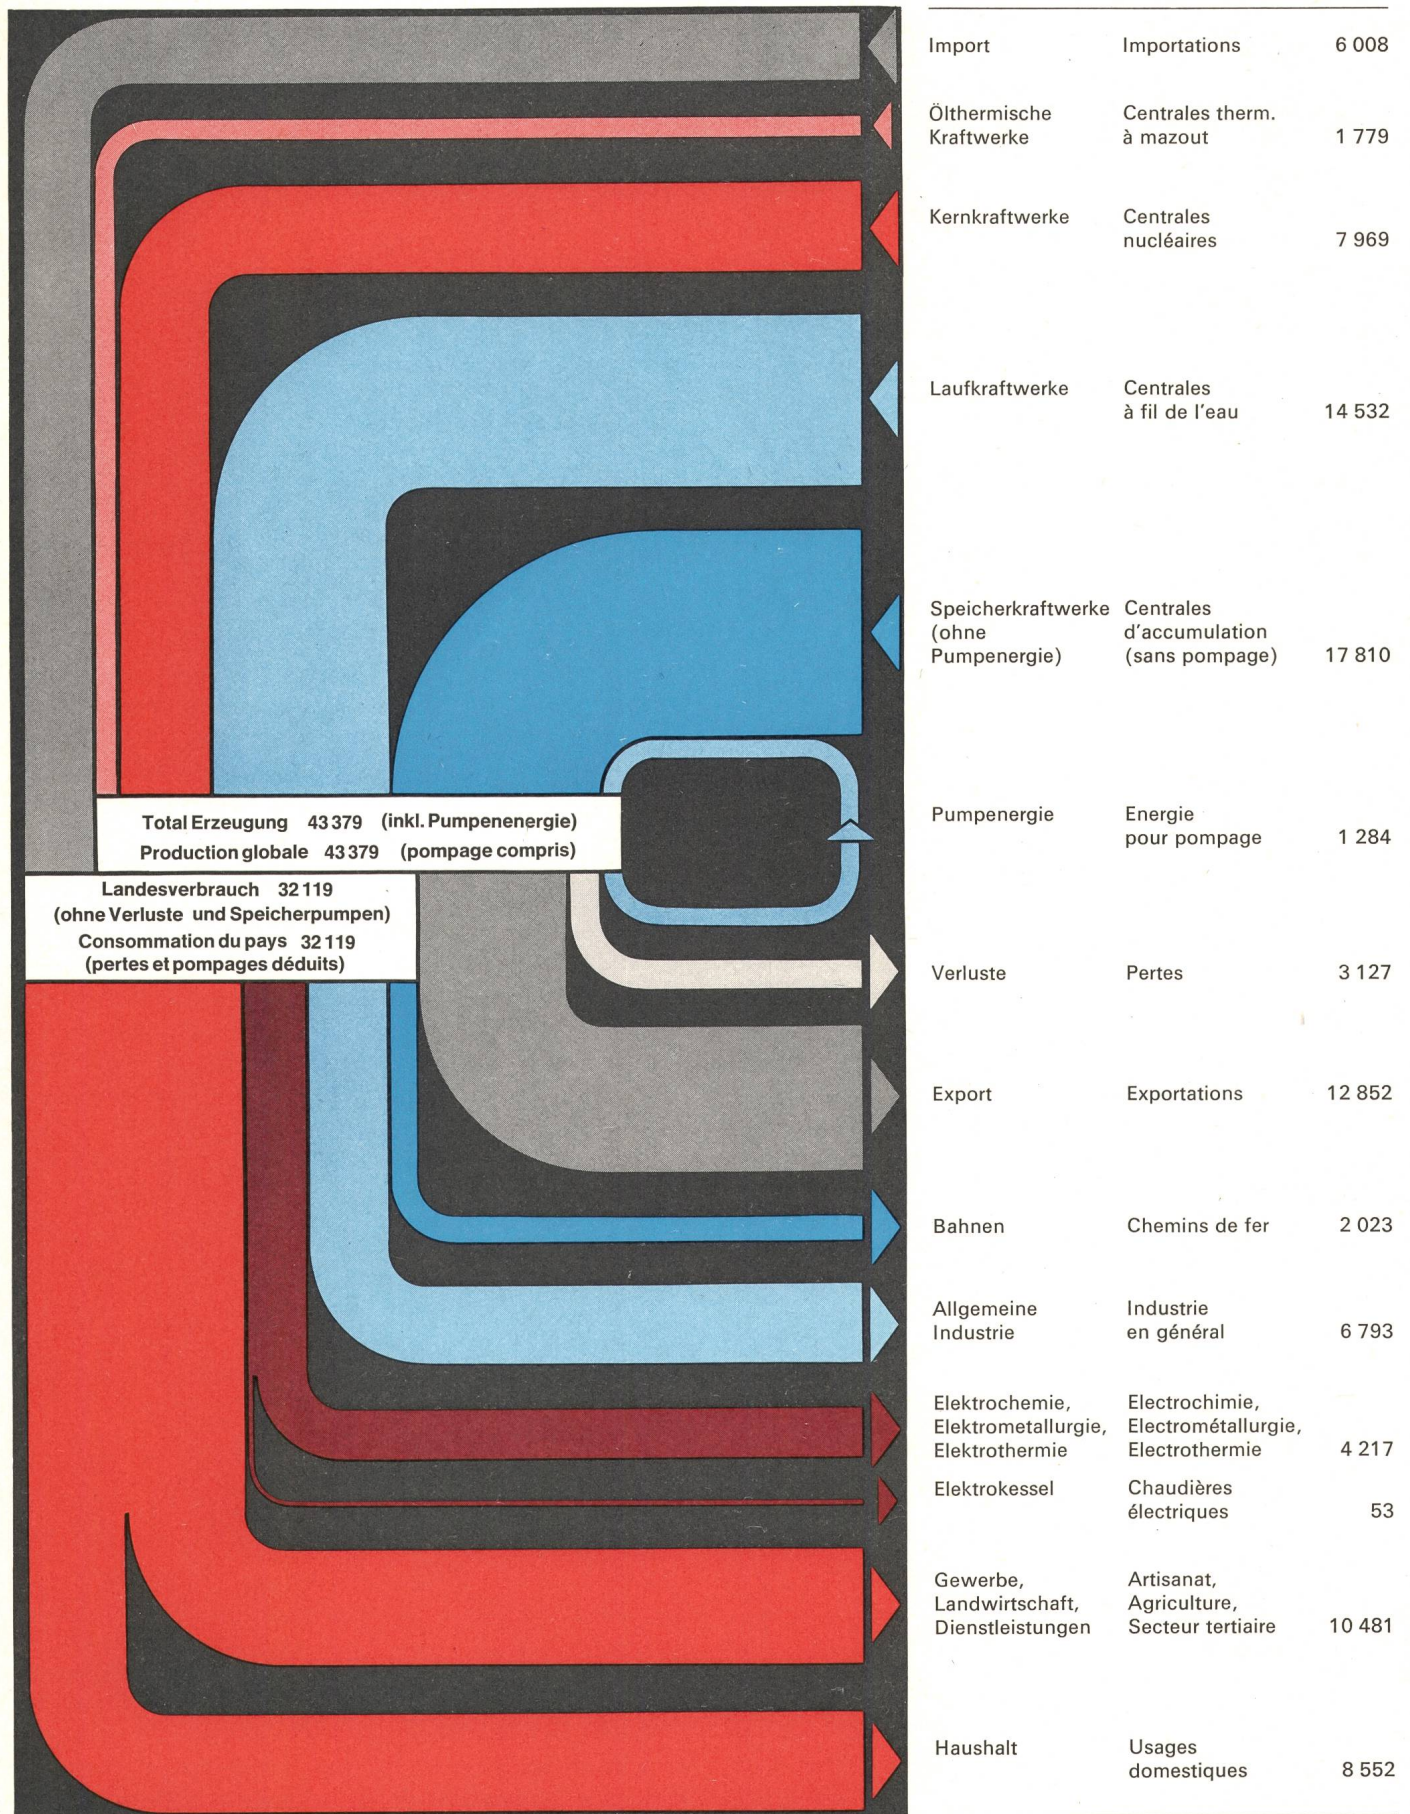 Import Importations 6 008
Ölthermische Centrales therm.
Kraftwerke à mazout 1 779
Kernkraftwerke Centrales
nucléaires 7 969
Laufkraftwerke Centrales
à fil de l'eau 14 532
Speicherkraftwerke Centrales
(ohne d'accumulation
Pumpenergie) (sans pompage) 17 810
Pumpenergie Energie
pour pompage 1 284
Total Erzeugung 43 379 (inkl. Pumpenenergie)
Production globale 43 379 (pompage compris)
Landesverbrauch 32 119
(ohne Verluste und Speicherpumpen)
Consommation du pays 32 119
(pertes et pompages déduits)
Verluste Pertes 3 127
Export Exportations 12 852
Bahnen Chemins de fer 2 023
Allgemeine Industrie
Industrie en général 6 793
Elektrochemie, Electrochimie,
Elektrometallurgie, Electrométallurgie,
Elektrothermie Electrothermie 4 217
Elektrokessel Chaudières
électriques 53
Gewerbe, Artisanat,
Landwirtschaft, Agriculture,
Dienstleistungen Secteur tertiaire 10 481
Haushalt Usages
domestiques 8 552